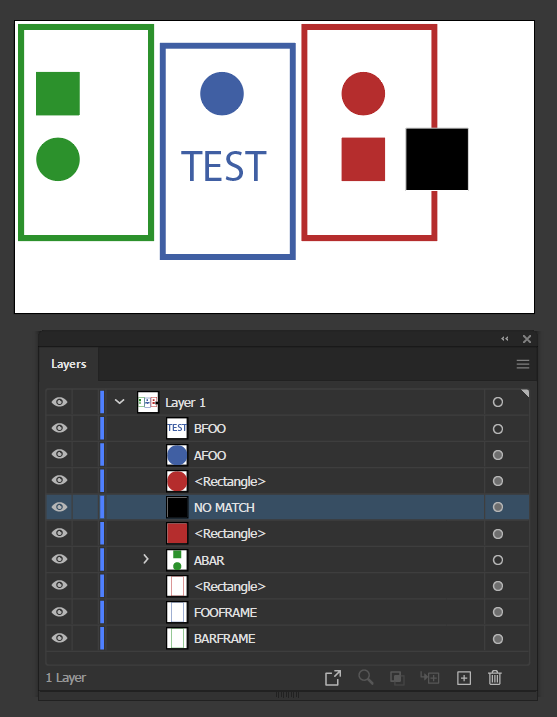 TEST
Layers
Layer 1
TEST BFOO
AFOO
<Rectangle>
NO MATCH
<Rectangle>
ABAR
<Rectangle>
FOOFRAME
BARFRAME
1 Layer